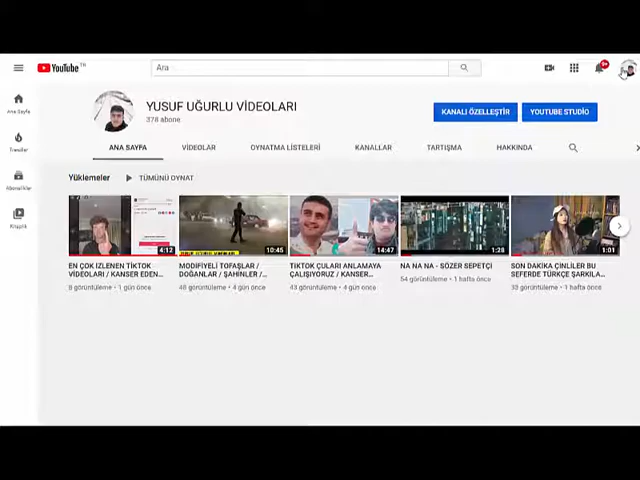 YouTube TR
Ara
9+
Ana Sayfa
Trendler
Abonelikler
Kitaplık
YUSUF UĞURLU VİDEOLARI
378 abone
KANALI ÖZELLEŞTİR
YOUTUBE STUDIO
ANA SAYFA
VİDEOLAR
OYNATMA LİSTELERİ
KANALLAR
TARTIŞMA
HAKKINDA
Yüklemeler
TÜMÜNÜ OYNAT
4:12
10:45
14:47
1:28
1:01
EN ÇOK İZLENEN TİKTOK
VİDEOLARI / KANSER EDEN...
8 görüntüleme • 1 gün önce
MODİFİYELİ TOFAŞLAR /
DOĞANLAR / ŞAHİNLER /...
48 görüntüleme • 4 gün önce
TİKTOK ÇULARI ANLAMAYA
ÇALIŞIYORUZ / KANSER...
43 görüntüleme • 4 gün önce
NA NA NA - SÖZER SEPETÇİ
54 görüntüleme • 1 hafta önce
SON DAKİKA ÇİNLİLER BU
SEFERDE TÜRKÇE ŞARKILA...
33 görüntüleme • 1 hafta önce